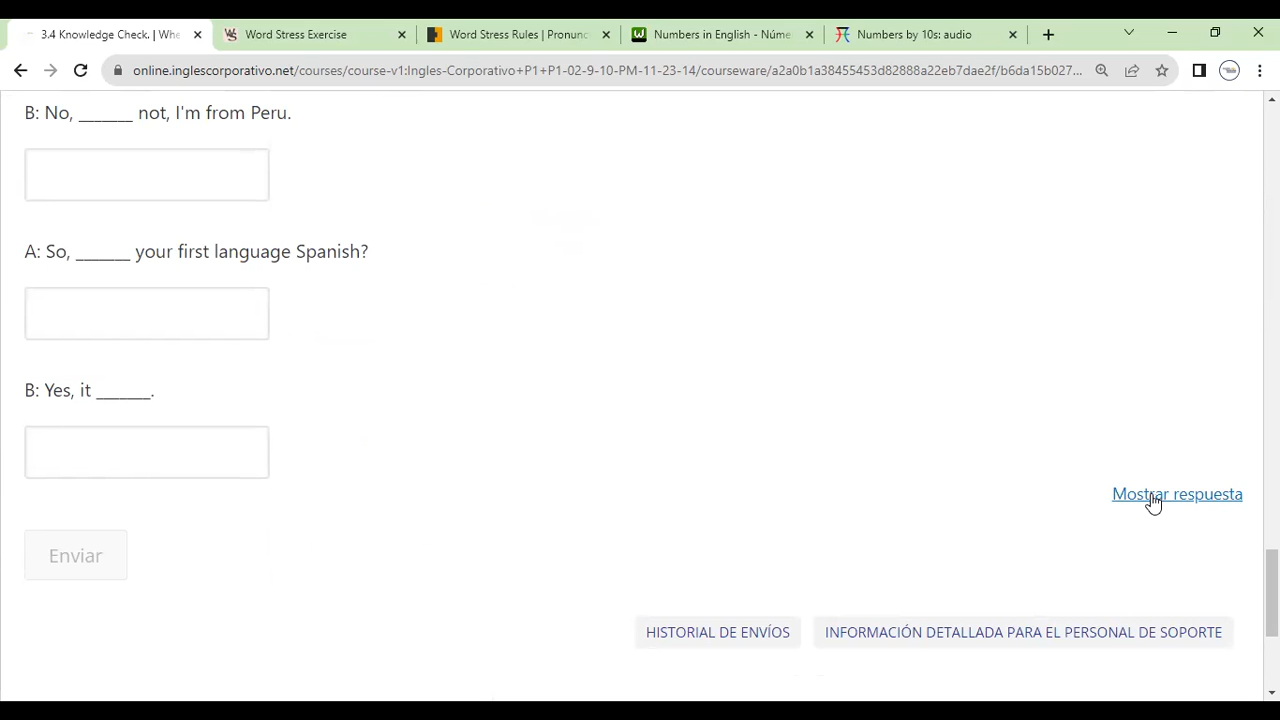 3.4 Knowledge Check. | Whe
Word Stress Exercise
Word Stress Rules | Pronunc
Numbers in English - Núme
Numbers by 10s: audio
online.inglescorporativo.net/courses/course-v1:Ingles-Corporativo+P1+P1-02-9-10-PM-11-23-14/courseware/a2a0b1a38455453d82888a22eb7dae2f/b6da15b027...
B: No, _______ not, I'm from Peru.
A: So, _______ your first language Spanish?
B: Yes, it _______.
Mostrar respuesta
Enviar
HISTORIAL DE ENVÍOS
INFORMACIÓN DETALLADA PARA EL PERSONAL DE SOPORTE